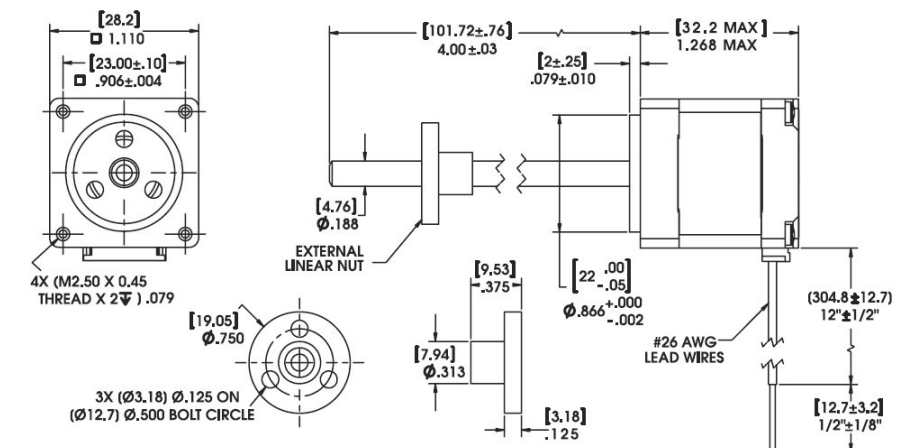 [28.2]
□ 1.110
[23.00±.10]
□ .906±.004
4X (M2.50 X 0.45
THREAD X 2↧ ) .079
[101.72±.76]
4.00±.03
[32.2 MAX]
1.268 MAX
[2±.25]
.079±.010
[4.76]
Ø.188
EXTERNAL
LINEAR NUT
[22 .00
-.05]
Ø.866+.000
-.002
(304.8±12.7)
12"±1/2"
#26 AWG
LEAD WIRES
[12.7±3.2]
1/2"±1/8"
[19.05]
Ø.750
3X (Ø3.18) Ø.125 ON
(Ø12.7) Ø.500 BOLT CIRCLE
[9.53]
.375
[7.94]
Ø.313
[3.18]
.125